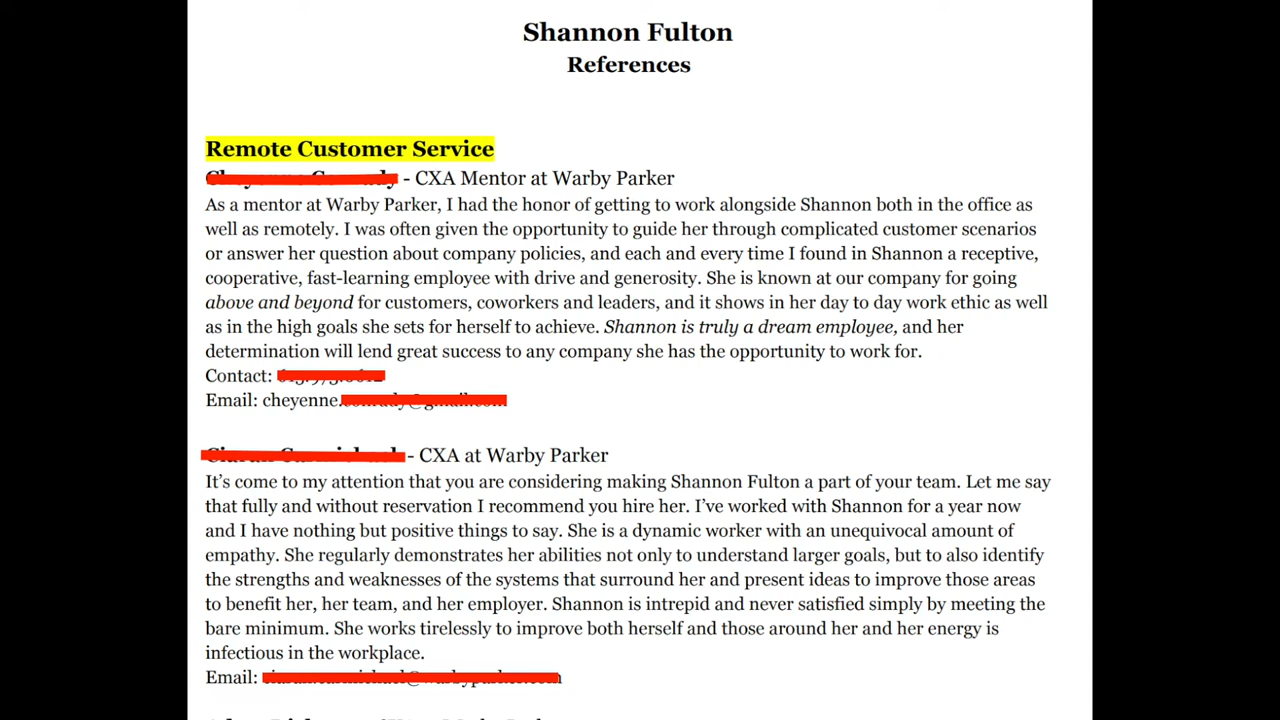 Shannon Fulton
References
Remote Customer Service
- CXA Mentor at Warby Parker
As a mentor at Warby Parker, I had the honor of getting to work alongside Shannon both in the office as
well as remotely. I was often given the opportunity to guide her through complicated customer scenarios
or answer her question about company policies, and each and every time I found in Shannon a receptive,
cooperative, fast-learning employee with drive and generosity. She is known at our company for going
above and beyond for customers, coworkers and leaders, and it shows in her day to day work ethic as well
as in the high goals she sets for herself to achieve. Shannon is truly a dream employee, and her
determination will lend great success to any company she has the opportunity to work for.
Contact:
Email: cheyenne.
- CXA at Warby Parker
It’s come to my attention that you are considering making Shannon Fulton a part of your team. Let me say
that fully and without reservation I recommend you hire her. I’ve worked with Shannon for a year now
and I have nothing but positive things to say. She is a dynamic worker with an unequivocal amount of
empathy. She regularly demonstrates her abilities not only to understand larger goals, but to also identify
the strengths and weaknesses of the systems that surround her and present ideas to improve those areas
to benefit her, her team, and her employer. Shannon is intrepid and never satisfied simply by meeting the
bare minimum. She works tirelessly to improve both herself and those around her and her energy is
infectious in the workplace.
Email: